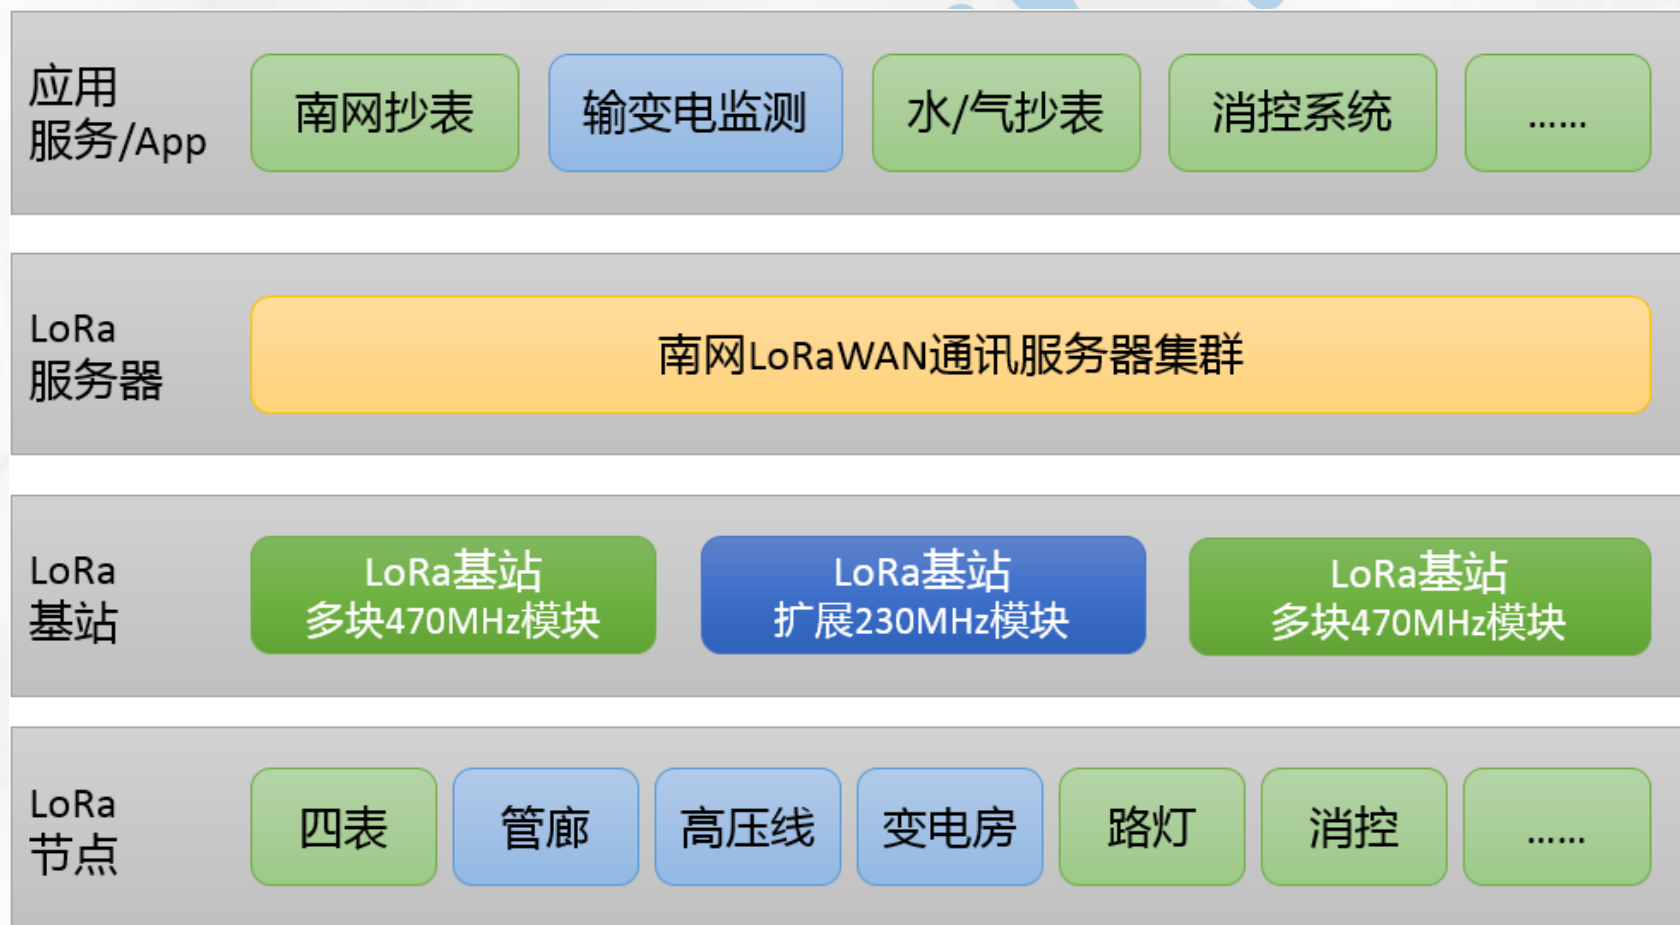 应用
服务/App
南网抄表
输变电监测
水/气抄表
消控系统
......
LoRa
服务器
南网LoRaWAN通讯服务器集群
LoRa
基站
LoRa基站
多块470MHz模块
LoRa基站
扩展230MHz模块
LoRa基站
多块470MHz模块
LoRa
节点
四表
管廊
高压线
变电房
路灯
消控
......